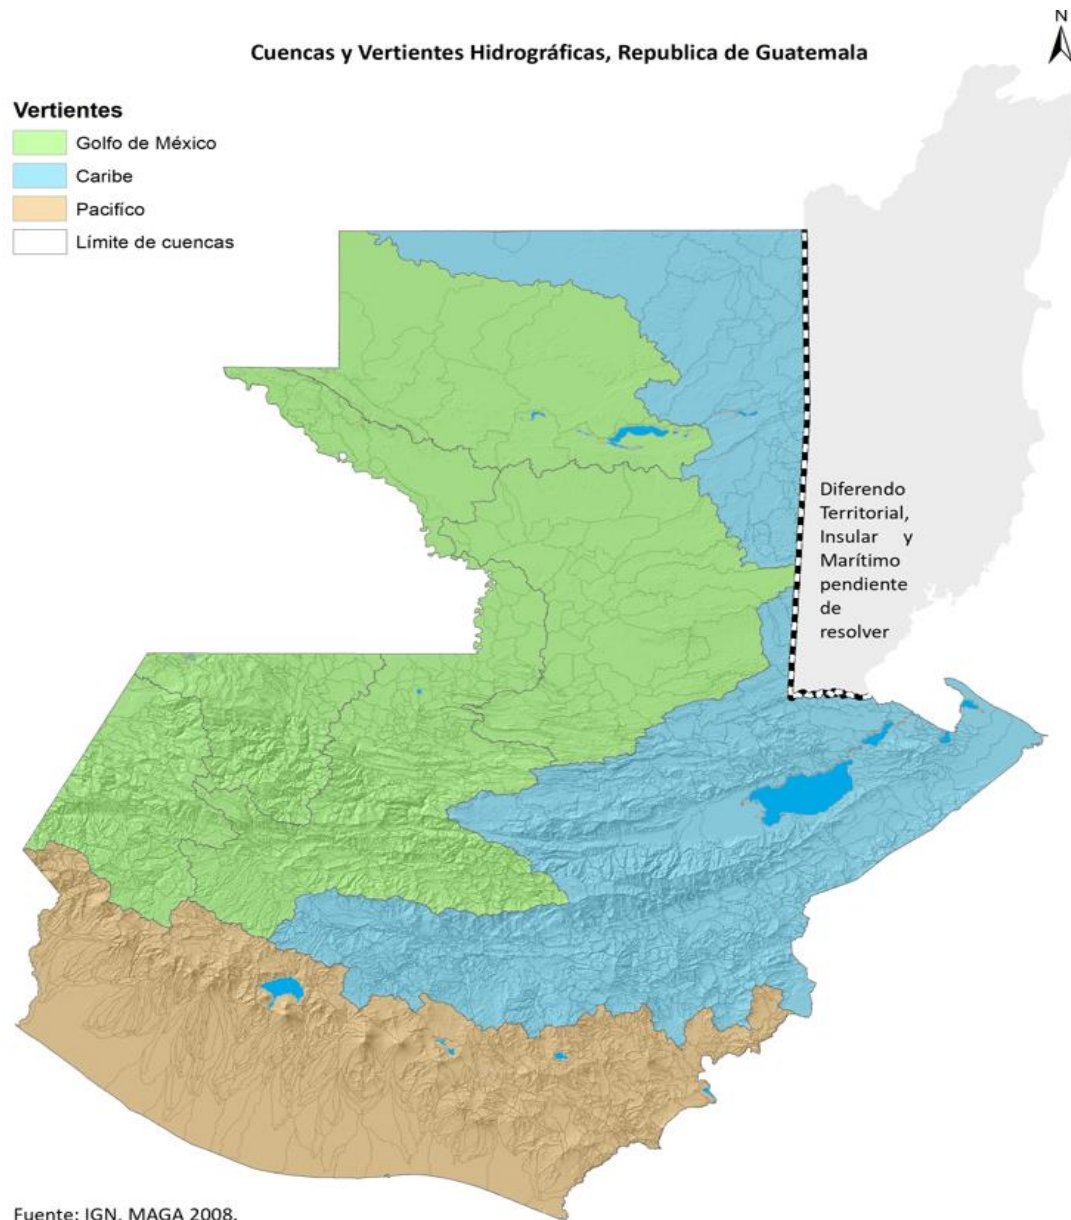 N
Cuencas y Vertientes Hidrográficas, Republica de Guatemala
Vertientes
Golfo de México
Caribe
Pacifíco
Límite de cuencas
Diferendo
Territorial,
Insular y
Marítimo
pendiente
de
resolver
Fuente: IGN, MAGA 2008.